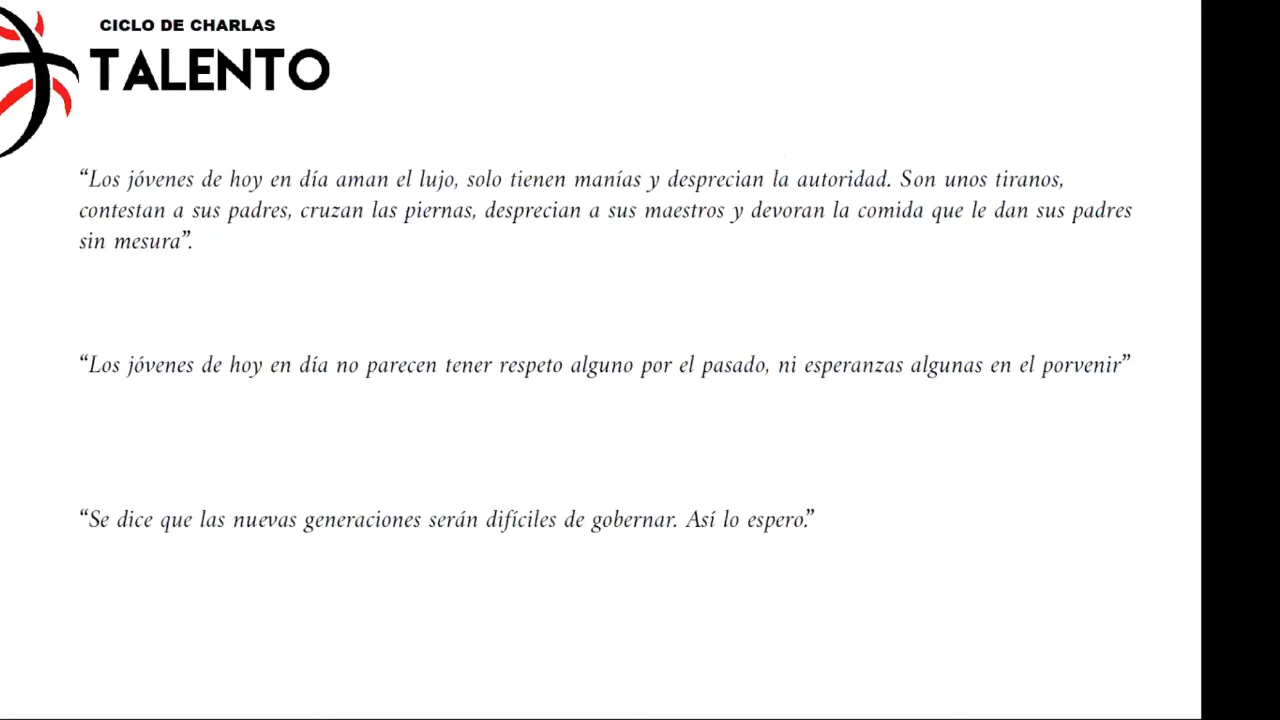 CICLO DE CHARLAS
TALENTO
“Los jóvenes de hoy en día aman el lujo, solo tienen manías y desprecian la autoridad. Son unos tiranos,
contestan a sus padres, cruzan las piernas, desprecian a sus maestros y devoran la comida que le dan sus padres
sin mesura”.
“Los jóvenes de hoy en día no parecen tener respeto alguno por el pasado, ni esperanzas algunas en el porvenir”
“Se dice que las nuevas generaciones serán difíciles de gobernar. Así lo espero.”